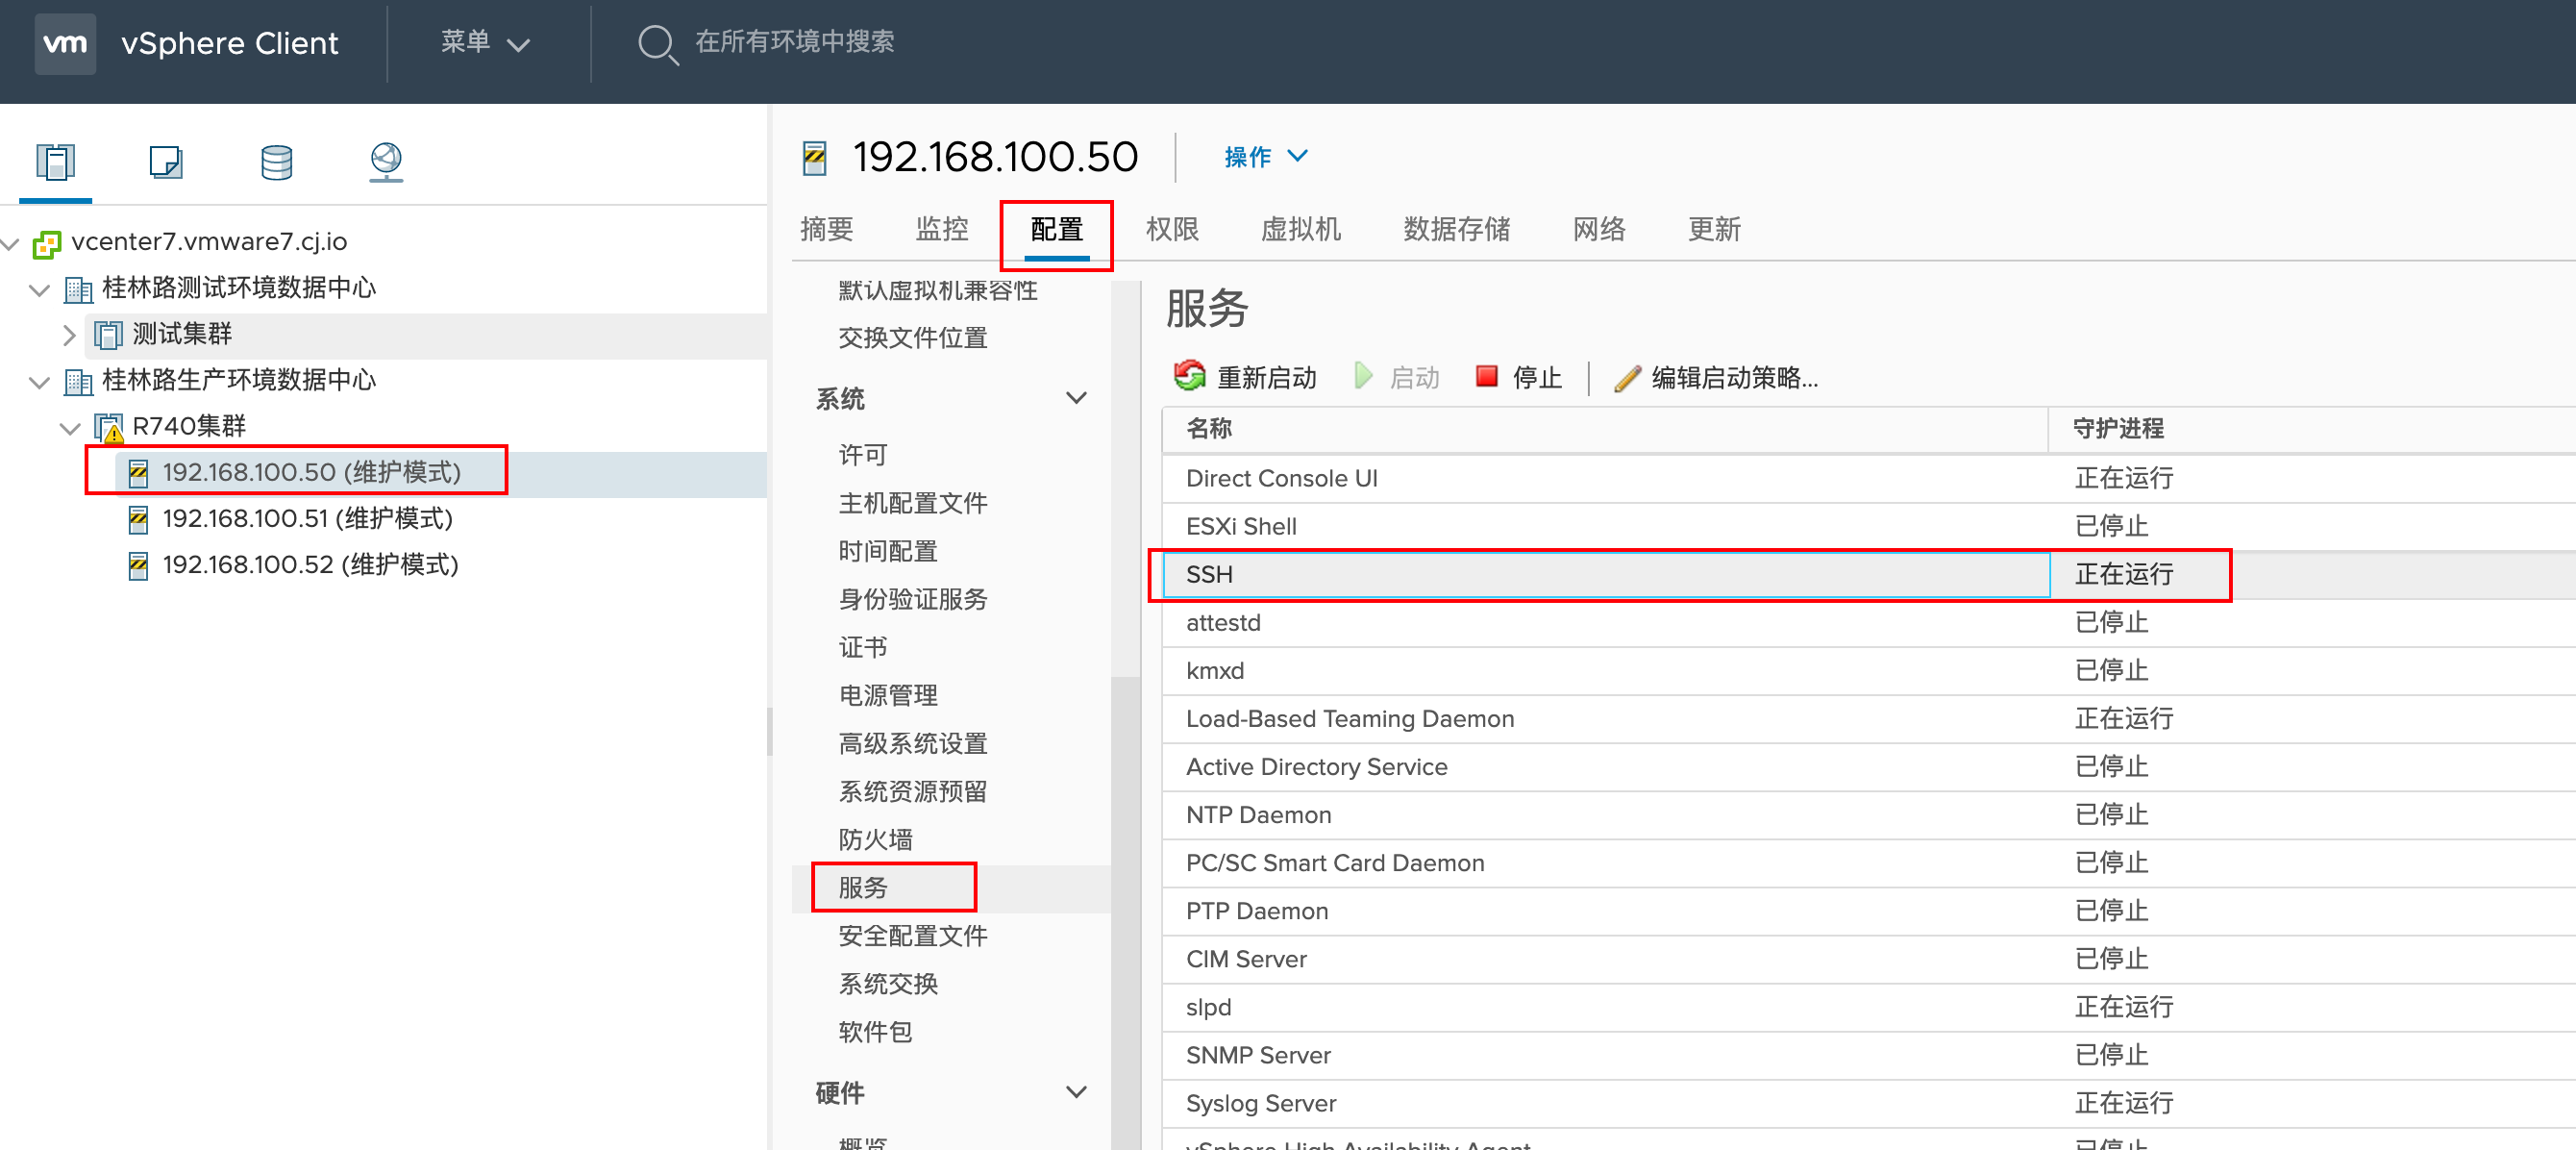 vm vSphere Client 菜单 在所有环境中搜索
vcenter7.vmware7.cj.io
桂林路测试环境数据中心
测试集群
桂林路生产环境数据中心
R740集群
192.168.100.50 (维护模式)
192.168.100.51 (维护模式)
192.168.100.52 (维护模式)
192.168.100.50 操作
摘要 监控 配置 权限 虚拟机 数据存储 网络 更新
默认虚拟机兼容性
交换文件位置
系统
许可
主机配置文件
时间配置
身份验证服务
证书
电源管理
高级系统设置
系统资源预留
防火墙
服务
安全配置文件
系统交换
软件包
硬件
概览
服务
重新启动 启动 停止 编辑启动策略...
名称 守护进程
Direct Console UI 正在运行
ESXi Shell 已停止
SSH 正在运行
attestd 已停止
kmxd 已停止
Load-Based Teaming Daemon 正在运行
Active Directory Service 已停止
NTP Daemon 已停止
PC/SC Smart Card Daemon 已停止
PTP Daemon 已停止
CIM Server 已停止
slpd 正在运行
SNMP Server 已停止
Syslog Server 正在运行
vSphere High Availability Agent 已停止